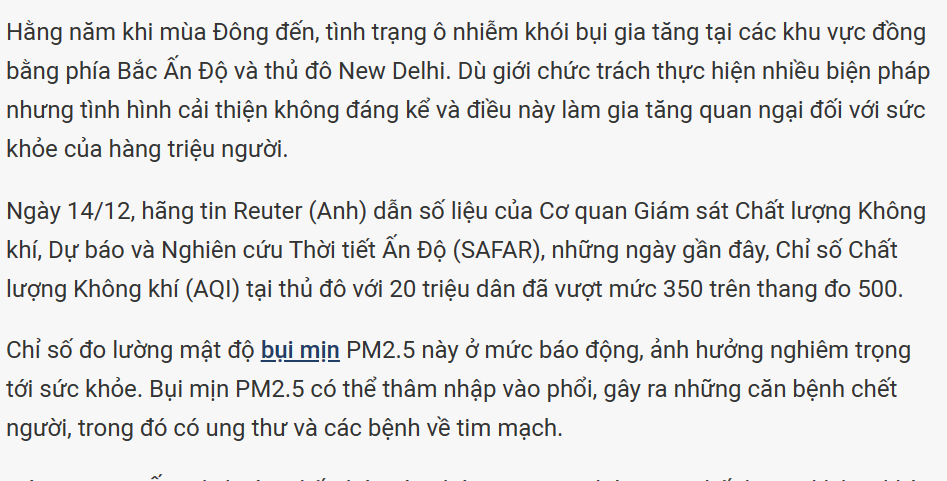 Hằng năm khi mùa Đông đến, tình trạng ô nhiễm khói bụi gia tăng tại các khu vực đồng
bằng phía Bắc Ấn Độ và thủ đô New Delhi. Dù giới chức trách thực hiện nhiều biện pháp
nhưng tình hình cải thiện không đáng kể và điều này làm gia tăng quan ngại đối với sức
khỏe của hàng triệu người.
Ngày 14/12, hãng tin Reuter (Anh) dẫn số liệu của Cơ quan Giám sát Chất lượng Không
khí, Dự báo và Nghiên cứu Thời tiết Ấn Độ (SAFAR), những ngày gần đây, Chỉ số Chất
lượng Không khí (AQI) tại thủ đô với 20 triệu dân đã vượt mức 350 trên thang đo 500.
Chỉ số đo lường mật độ bụi mịn PM2.5 này ở mức báo động, ảnh hưởng nghiêm trọng
tới sức khỏe. Bụi mịn PM2.5 có thể thâm nhập vào phổi, gây ra những căn bệnh chết
người, trong đó có ung thư và các bệnh về tim mạch.